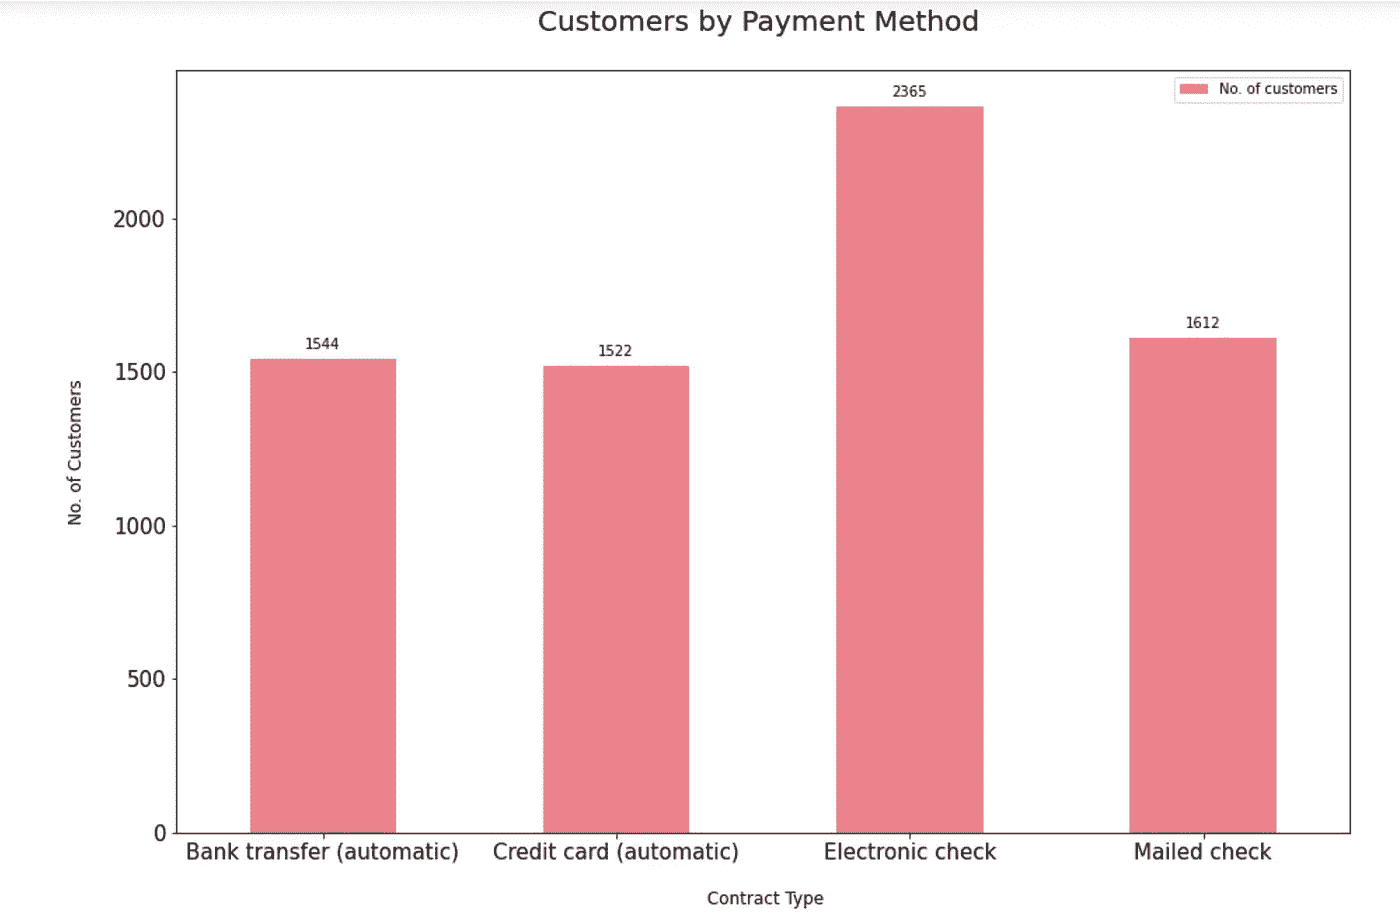 Customers by Payment Method
No. of customers
2365
1612
1544
1522
2000
1500
1000
500
0
No. of Customers
Bank transfer (automatic)
Credit card (automatic)
Electronic check
Mailed check
Contract Type